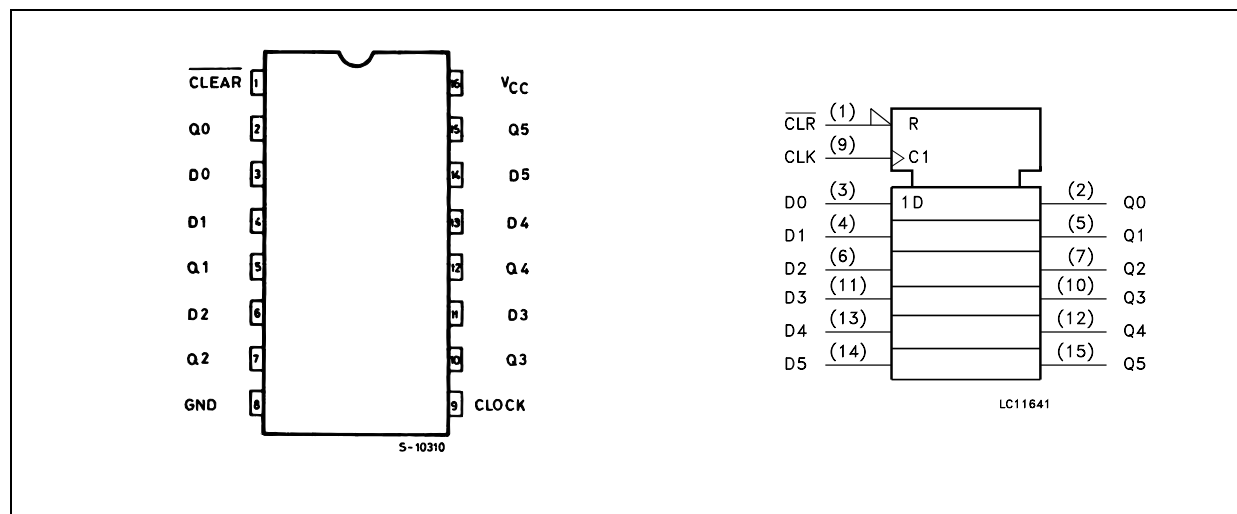 CLEAR 1 16 VCC
Q0 2 15 Q5
D0 3 14 D5
D1 4 13 D4
Q1 5 12 Q4
D2 6 11 D3
Q2 7 10 Q3
GND 8 9 CLOCK
S-10310
CLR (1) R
CLK (9) C1
D0 (3) 1D (2) Q0
D1 (4) (5) Q1
D2 (6) (7) Q2
D3 (11) (10) Q3
D4 (13) (12) Q4
D5 (14) (15) Q5
LC11641